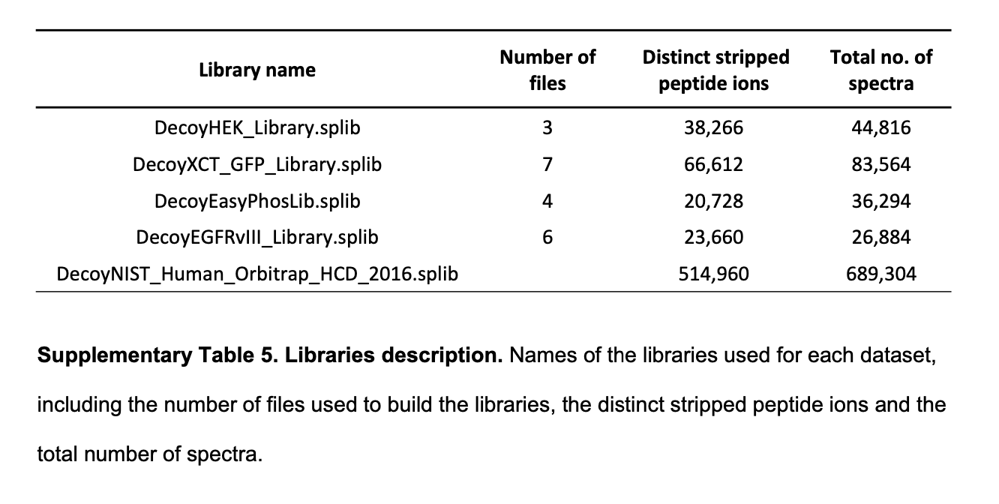 Library name Number of files Distinct stripped peptide ions Total no. of spectra
DecoyHEK_Library.splib 3 38,266 44,816
DecoyXCT_GFP_Library.splib 7 66,612 83,564
DecoyEasyPhosLib.splib 4 20,728 36,294
DecoyEGFRvIII_Library.splib 6 23,660 26,884
DecoyNIST_Human_Orbitrap_HCD_2016.splib 514,960 689,304
Supplementary Table 5. Libraries description. Names of the libraries used for each dataset,
including the number of files used to build the libraries, the distinct stripped peptide ions and the
total number of spectra.